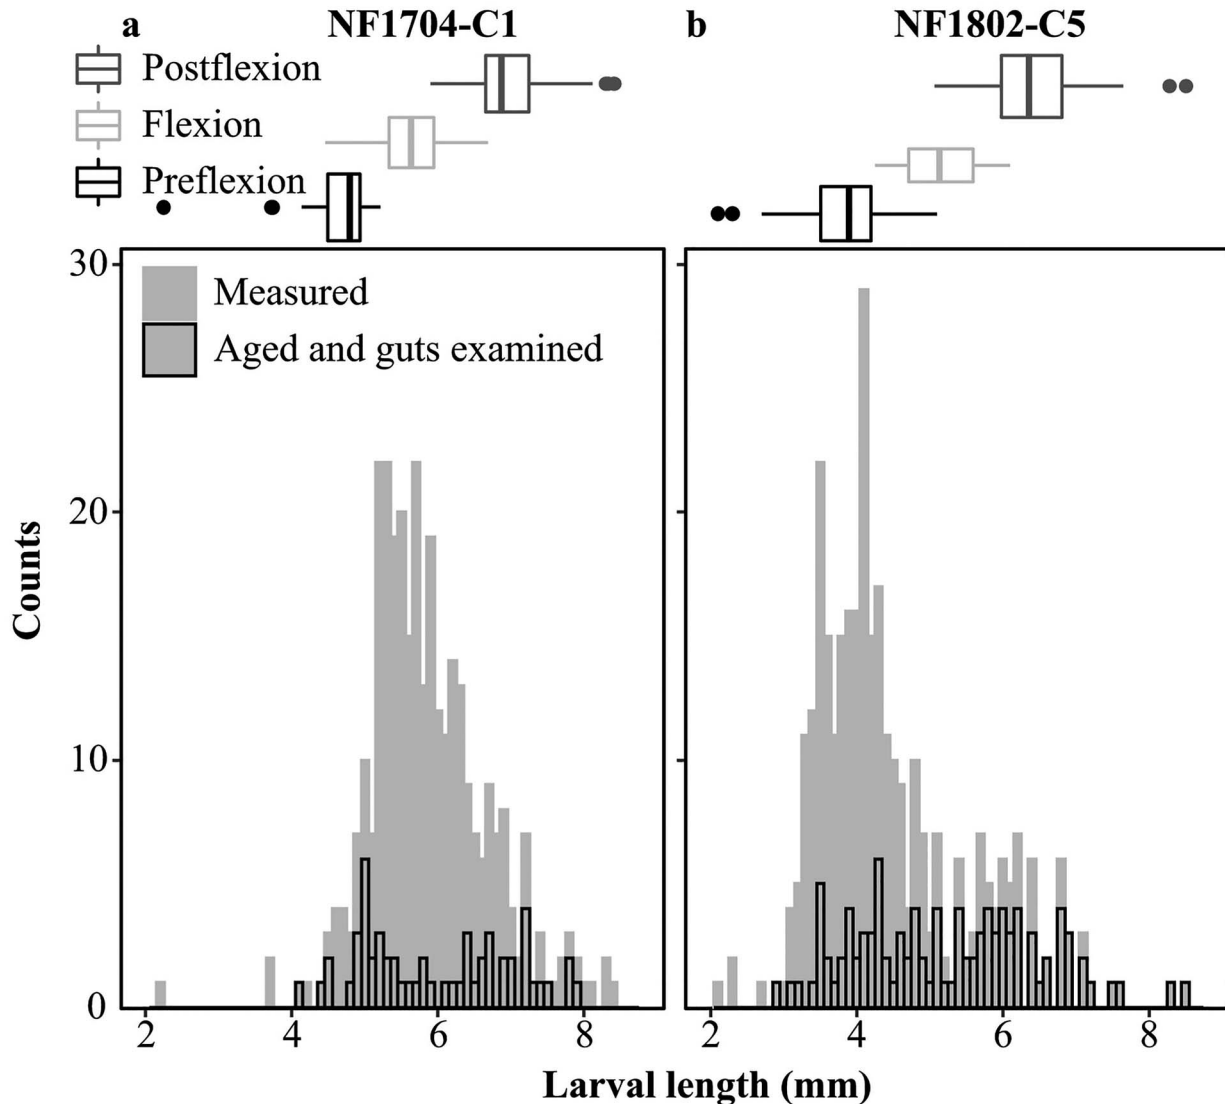 a NF1704-C1 b NF1802-C5
Postflexion
Flexion
Preflexion
30
Measured
Aged and guts examined
20
Counts
10
0
2 4 6 8 2 4 6 8
Larval length (mm)